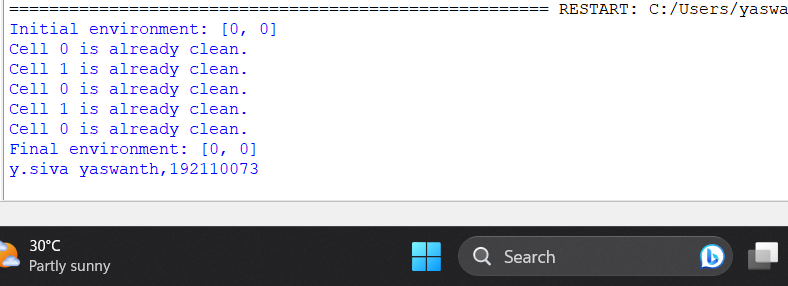 ====================================================== RESTART: C:/Users/yaswa
Initial environment: [0, 0]
Cell 0 is already clean.
Cell 1 is already clean.
Cell 0 is already clean.
Cell 1 is already clean.
Cell 0 is already clean.
Final environment: [0, 0]
y.siva yaswanth,192110073
30°C
Partly sunny
Search